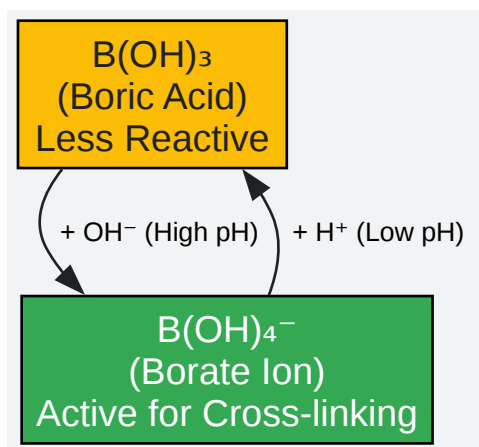 B(OH)₃
(Boric Acid)
Less Reactive
+ OH⁻ (High pH)
+ H⁺ (Low pH)
B(OH)₄⁻
(Borate Ion)
Active for Cross-linking